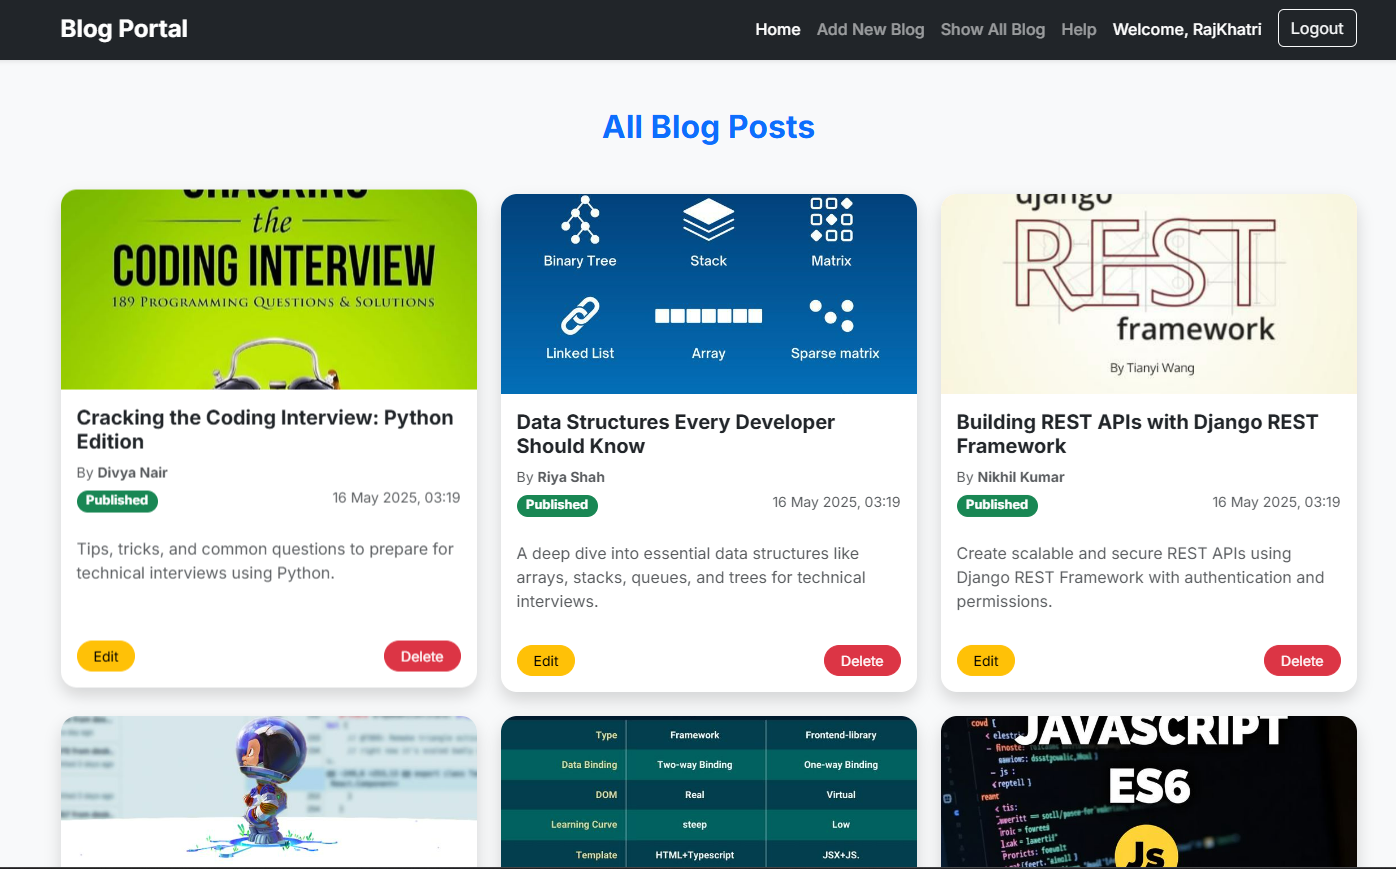 Blog Portal
Home Add New Blog Show All Blog Help Welcome, RajKhatri Logout
All Blog Posts
CRACKING
the
CODING INTERVIEW
189 PROGRAMMING QUESTIONS & SOLUTIONS
Cracking the Coding Interview: Python
Edition
By Divya Nair
Published 16 May 2025, 03:19
Tips, tricks, and common questions to prepare for
technical interviews using Python.
Edit Delete
Binary Tree Stack Matrix
Linked List Array Sparse matrix
Data Structures Every Developer
Should Know
By Riya Shah
Published 16 May 2025, 03:19
A deep dive into essential data structures like
arrays, stacks, queues, and trees for technical
interviews.
Edit Delete
django
REST
framework
By Tianyi Wang
Building REST APIs with Django REST
Framework
By Nikhil Kumar
Published 16 May 2025, 03:19
Create scalable and secure REST APIs using
Django REST Framework with authentication and
permissions.
Edit Delete
Type Framework Frontend-library
Data Binding Two-way Binding One-way Binding
DOM Real Virtual
Learning Curve steep Low
Template HTML+Typescript JSX+JS.
JAVASCRIPT
ES6
Js